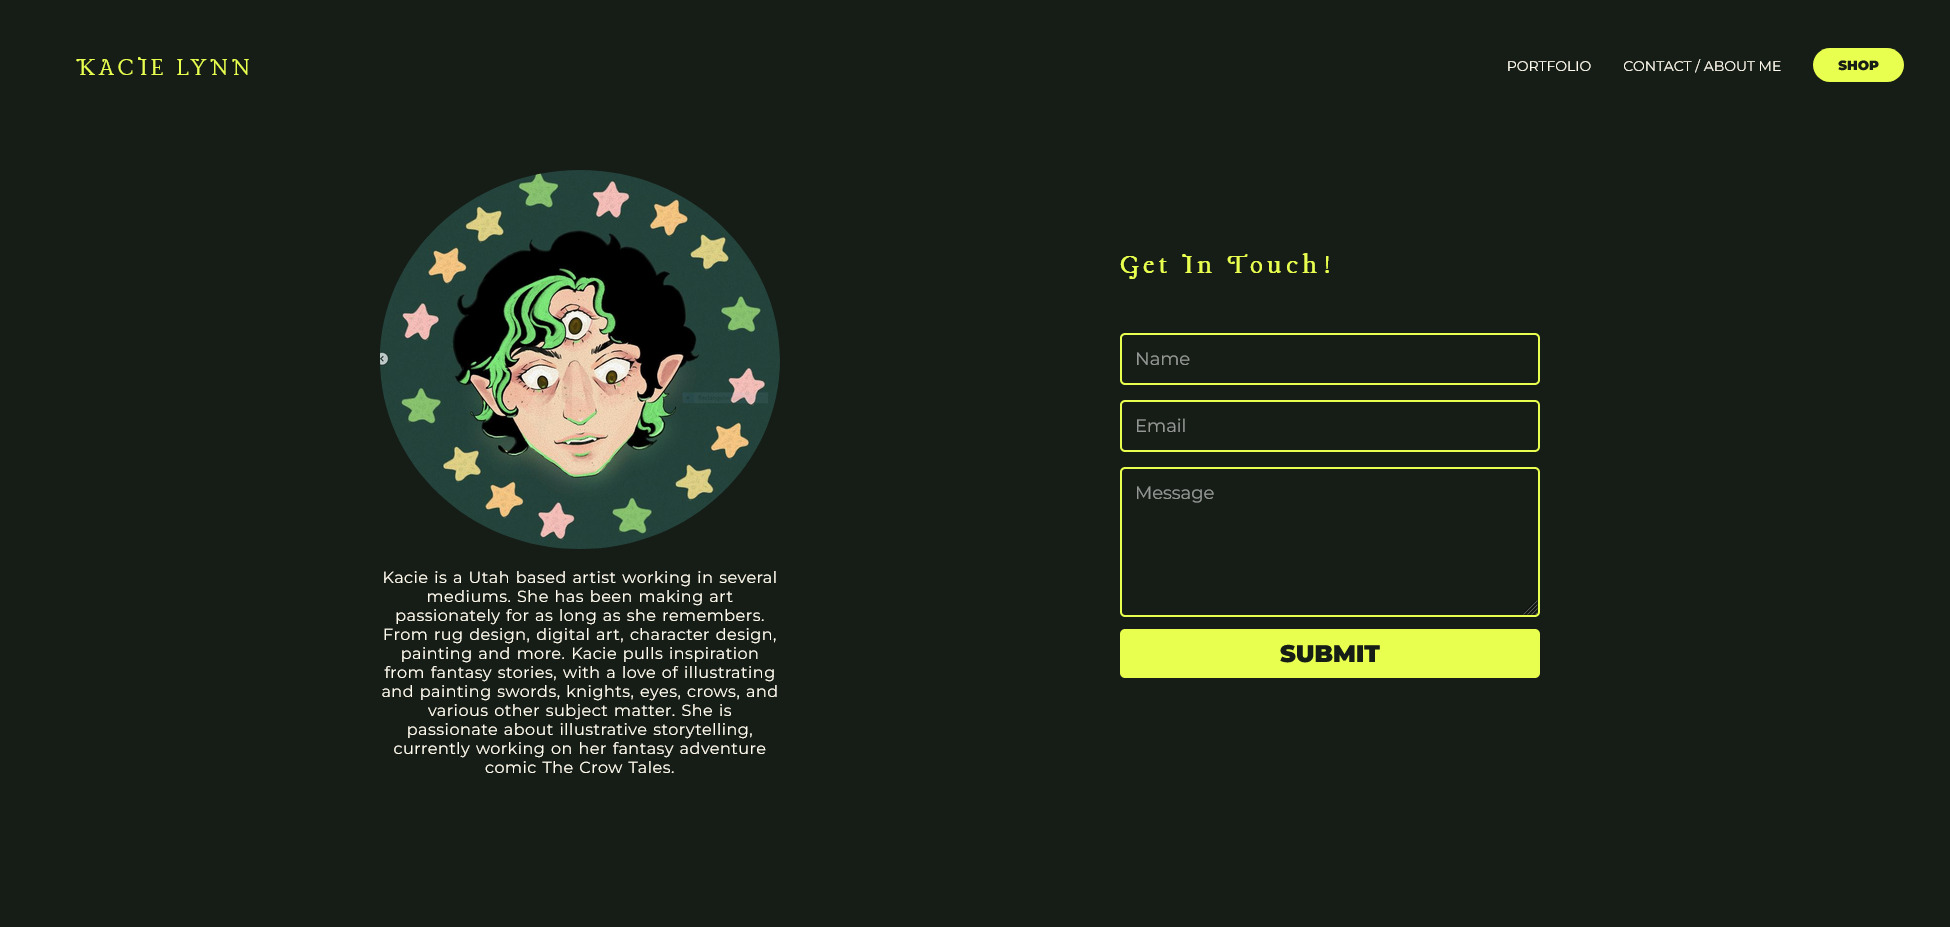 KACIE LYNN
PORTFOLIO
CONTACT / ABOUT ME
SHOP
Kacie is a Utah based artist working in several
mediums. She has been making art
passionately for as long as she remembers.
From rug design, digital art, character design,
painting and more. Kacie pulls inspiration
from fantasy stories, with a love of illustrating
and painting swords, knights, eyes, crows, and
various other subject matter. She is
passionate about illustrative storytelling,
currently working on her fantasy adventure
comic The Crow Tales.
Get In Touch!
Name
Email
Message
SUBMIT